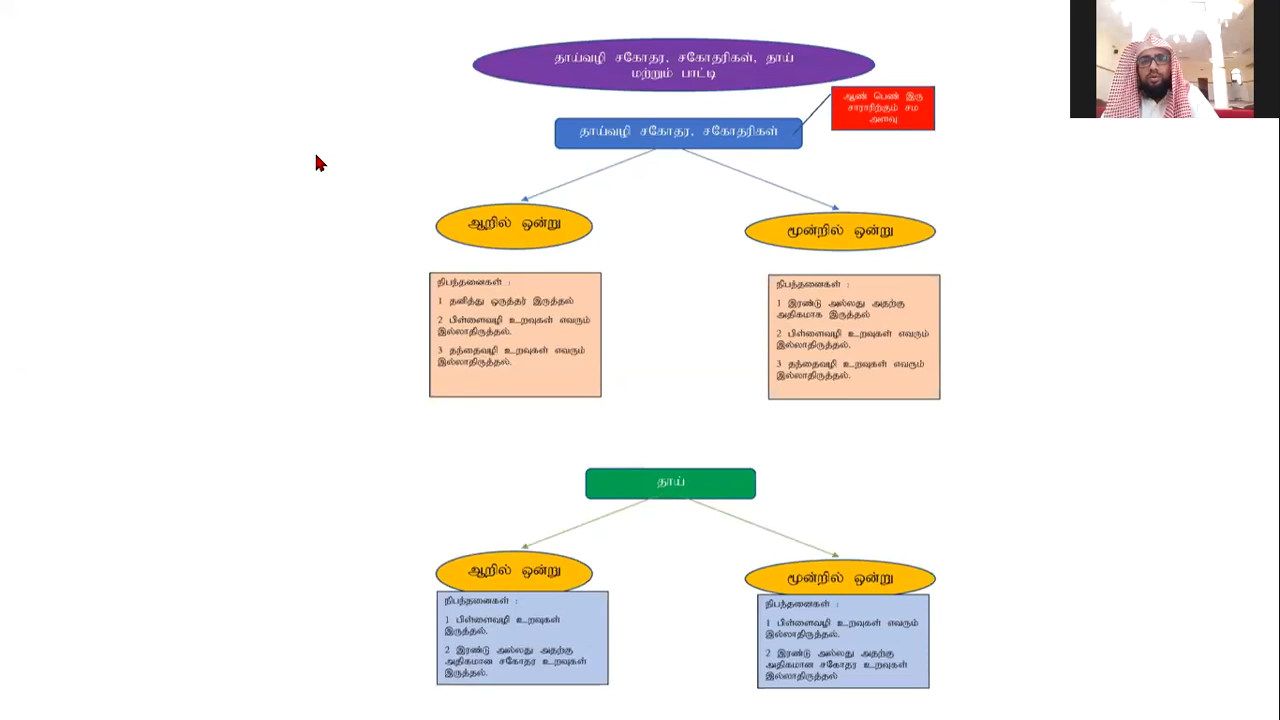 தாய்வழி சகோதர, சகோதரிகள், தாய்
மற்றும் பாட்டி
ஆண் பெண் இரு
சாராரிற்கும் சம
அளவு
தாய்வழி சகோதர, சகோதரிகள்
ஆறில் ஒன்று
மூன்றில் ஒன்று
நிபந்தனைகள் :
1 தனித்து ஒருத்தர் இருத்தல்
2 பிள்ளைவழி உறவுகள் எவரும்
இல்லாதிருத்தல்.
3 தந்தைவழி உறவுகள் எவரும்
இல்லாதிருத்தல்.
நிபந்தனைகள் :
1 இரண்டு அல்லது அதற்கு
அதிகமாக இருத்தல்
2 பிள்ளைவழி உறவுகள் எவரும்
இல்லாதிருத்தல்.
3 தந்தைவழி உறவுகள் எவரும்
இல்லாதிருத்தல்.
தாய்
ஆறில் ஒன்று
மூன்றில் ஒன்று
நிபந்தனைகள் :
1 பிள்ளைவழி உறவுகள்
இருத்தல்.
2 இரண்டு அல்லது அதற்கு
அதிகமான சகோதர உறவுகள்
இருத்தல்.
நிபந்தனைகள் :
1 பிள்ளைவழி உறவுகள் எவரும்
இல்லாதிருத்தல்.
2 இரண்டு அல்லது அதற்கு
அதிகமான சகோதர உறவுகள்
இல்லாதிருத்தல்